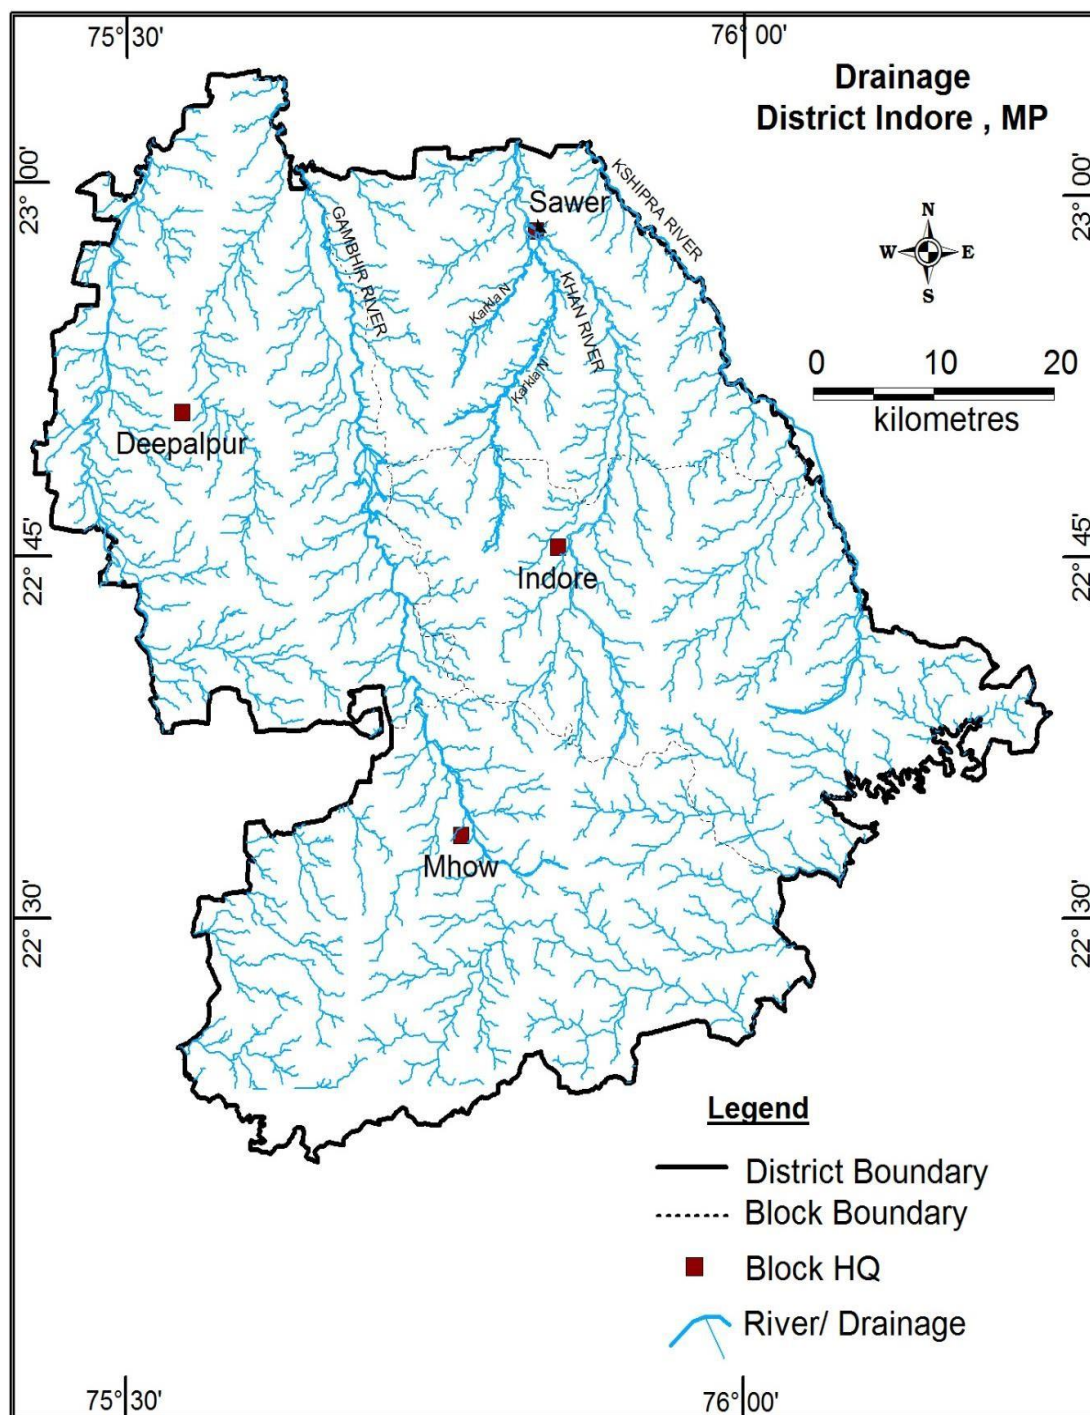 75° 30'
76° 00'
Drainage
District Indore , MP
23° 00'
23° 00'
KSHIPRA RIVER
Sawer
GAMBHIR RIVER
N
W
E
S
KHAN RIVER
Karkla N
Karkla N
0 10 20
kilometres
Deepalpur
22° 45'
22° 45'
Indore
Mhow
22° 30'
22° 30'
Legend
District Boundary
Block Boundary
Block HQ
River/ Drainage
75° 30'
76° 00'